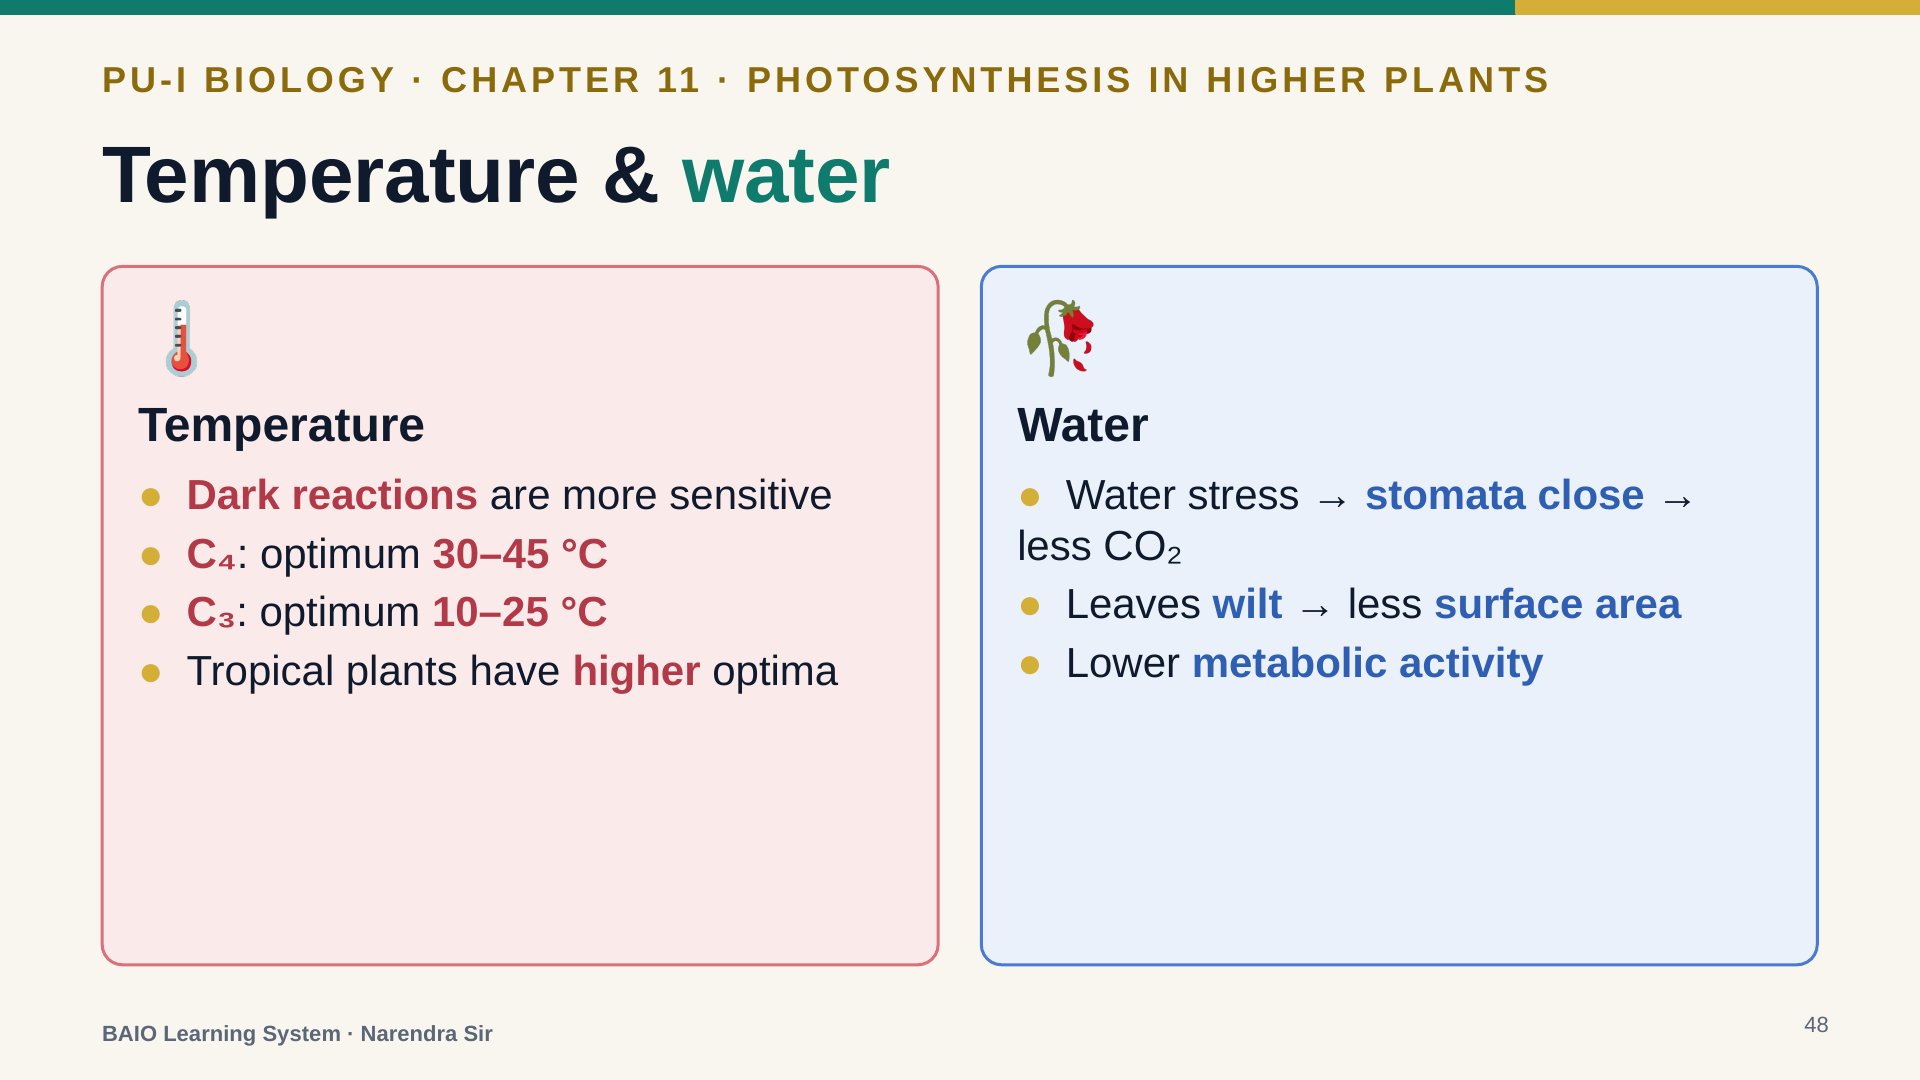 PU-I BIOLOGY · CHAPTER 11 · PHOTOSYNTHESIS IN HIGHER PLANTS
Temperature & water
Temperature
● Dark reactions are more sensitive
● C₄: optimum 30–45 °C
● C₃: optimum 10–25 °C
● Tropical plants have higher optima
Water
● Water stress → stomata close →
less CO₂
● Leaves wilt → less surface area
● Lower metabolic activity
BAIO Learning System · Narendra Sir
48